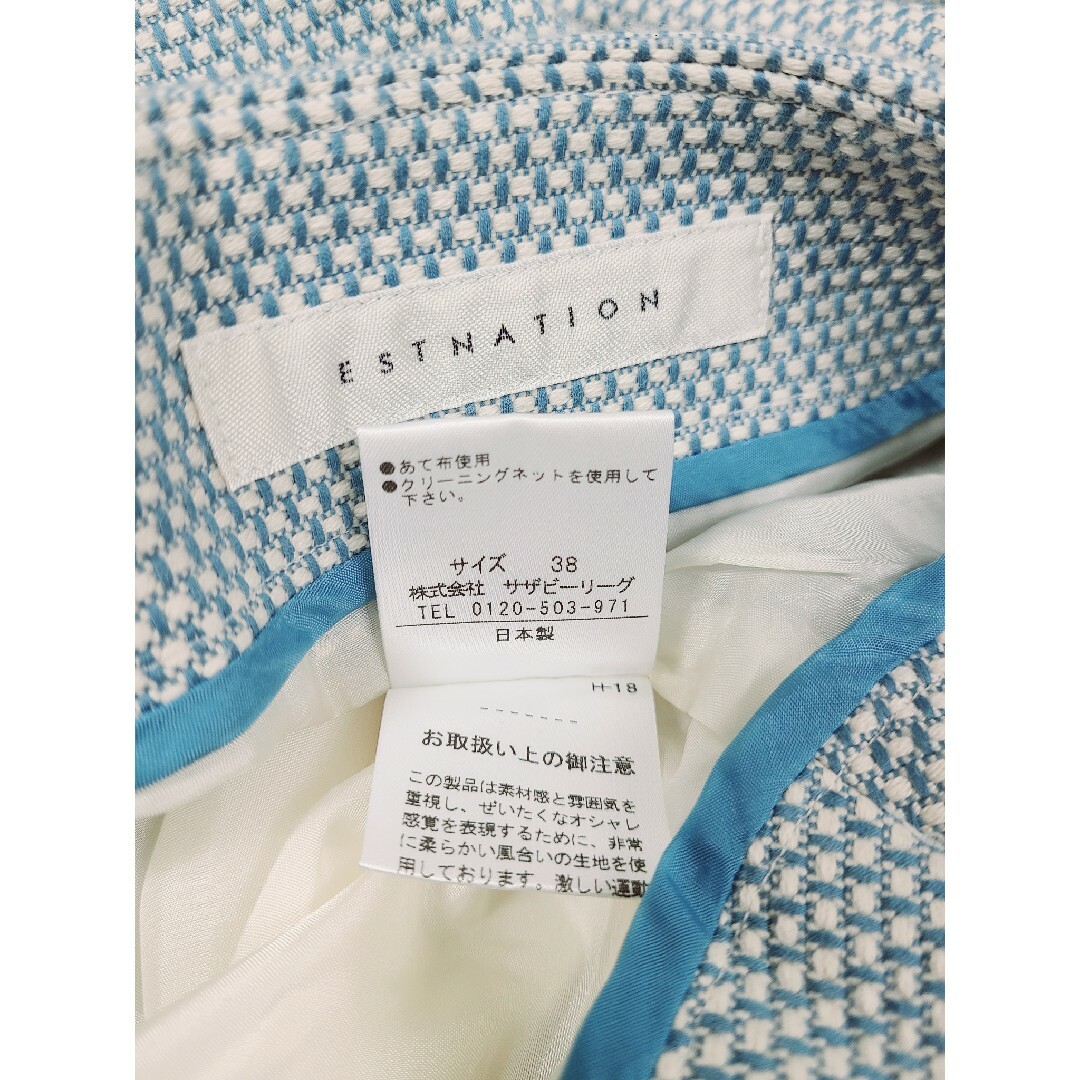 ESTNATION
●あて布使用
●クリーニングネットを使用して
下さい。
サイズ 38
株式会社 サザビーリーグ
TEL 0120-503-971
日本製
H-18
-------
お取扱い上の御注意
この製品は素材感と雰囲気を
重視し、ぜいたくなオシャレ
感覚を表現するために、非常
に柔らかい風合いの生地を使
用しております。激しい運動